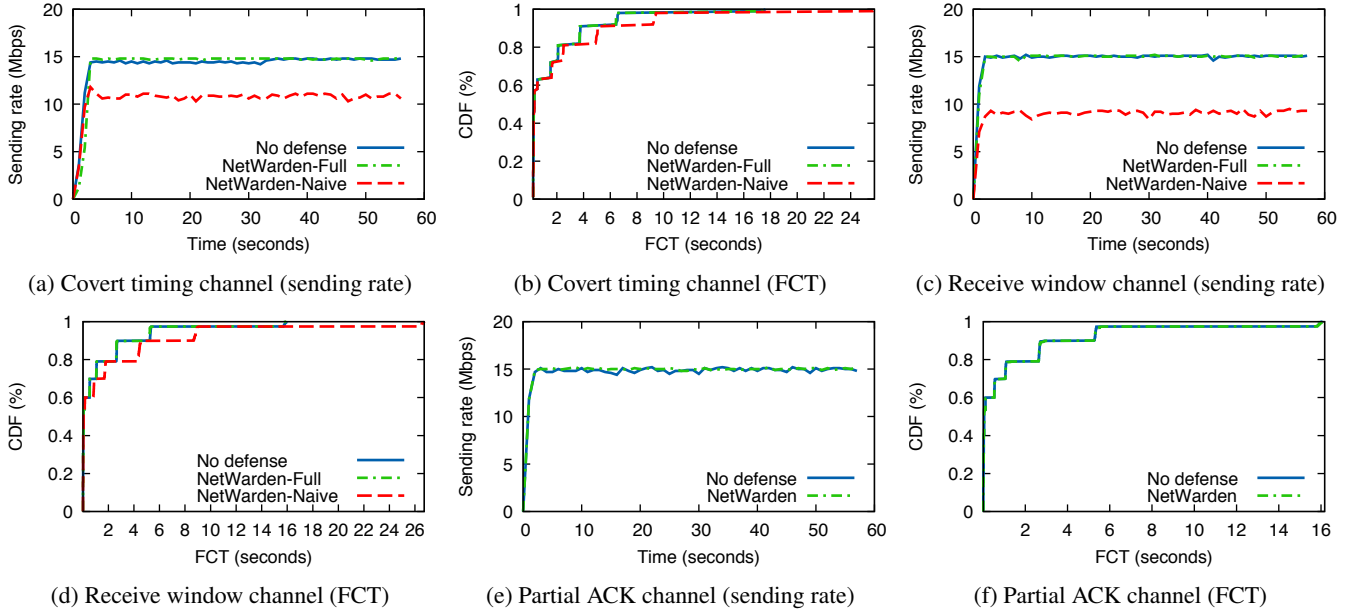 20
15
10
5
0
0 10 20 30 40 50 60
Sending rate (Mbps)
Time (seconds)
No defense
NetWarden-Full
NetWarden-Naive
(a) Covert timing channel (sending rate)
1
0.8
0.6
0.4
0.2
0
2 4 6 8 10 12 14 16 18 20 22 24
CDF (%)
FCT (seconds)
No defense
NetWarden-Full
NetWarden-Naive
(b) Covert timing channel (FCT)
20
15
10
5
0
0 10 20 30 40 50 60
Sending rate (Mbps)
Time (seconds)
No defense
NetWarden-Full
NetWarden-Naive
(c) Receive window channel (sending rate)
1
0.8
0.6
0.4
0.2
0
2 4 6 8 10 12 14 16 18 20 22 24 26
CDF (%)
FCT (seconds)
No defense
NetWarden-Full
NetWarden-Naive
(d) Receive window channel (FCT)
20
15
10
5
0
0 10 20 30 40 50 60
Sending rate (Mbps)
Time (seconds)
No defense
NetWarden
(e) Partial ACK channel (sending rate)
1
0.8
0.6
0.4
0.2
0
2 4 6 8 10 12 14 16
CDF (%)
FCT (seconds)
No defense
NetWarden
(f) Partial ACK channel (FCT)